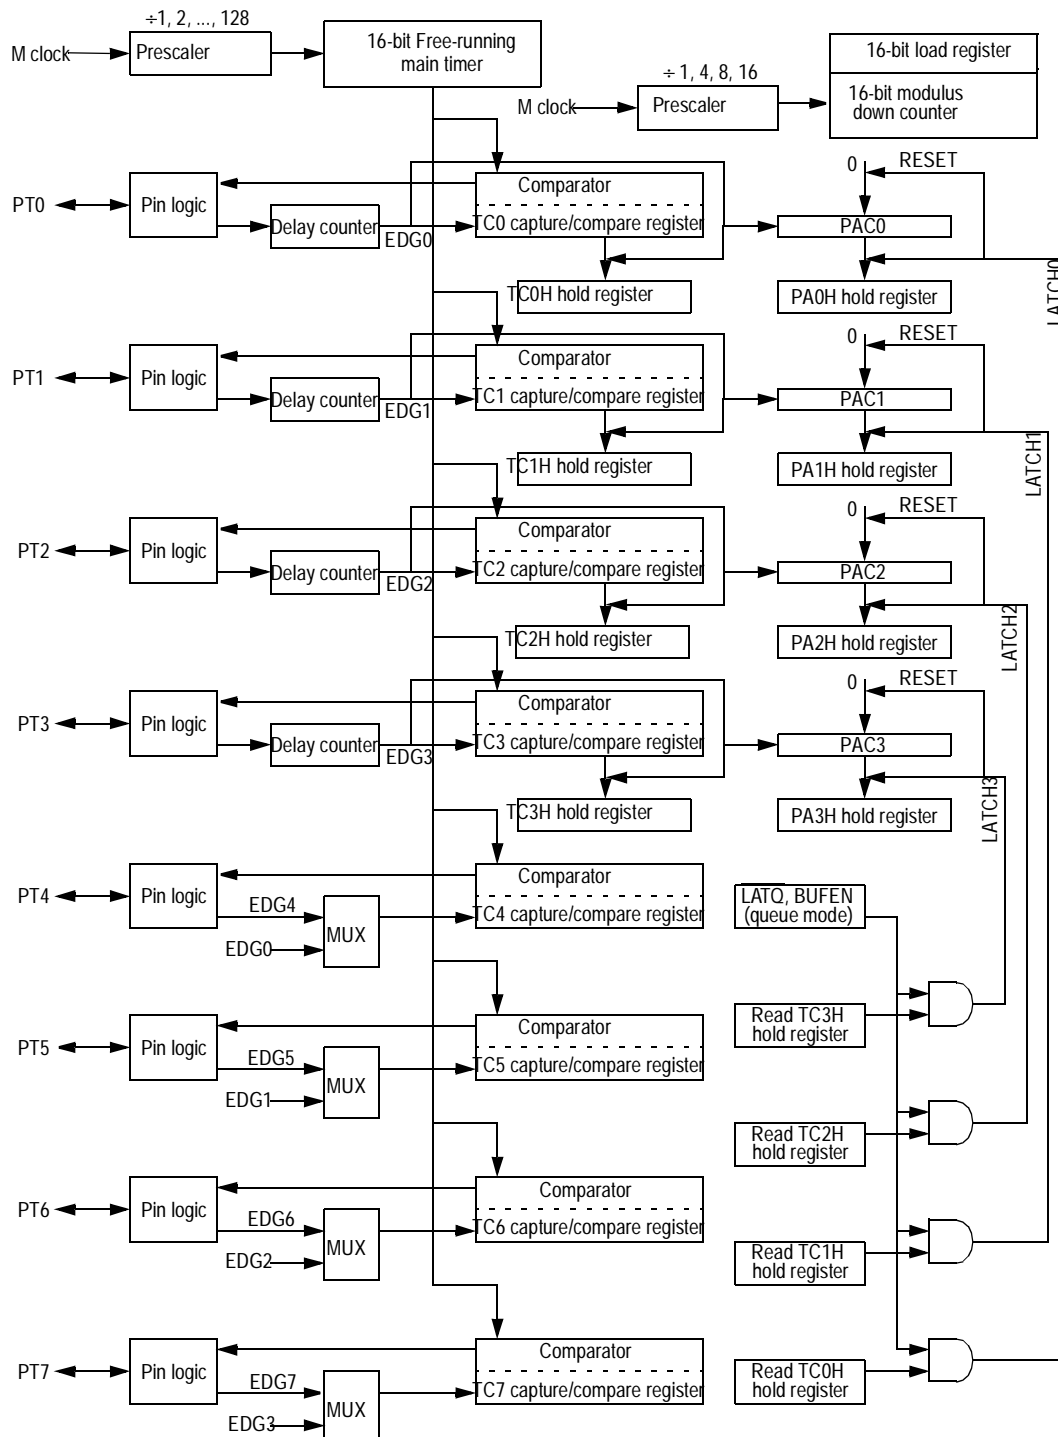 ÷1, 2, ..., 128
M clock
Prescaler
16-bit Free-running
main timer
÷ 1, 4, 8, 16
M clock
Prescaler
16-bit load register
16-bit modulus
down counter
PT0
Pin logic
Delay counter
EDG0
Comparator
TC0 capture/compare register
TC0H hold register
0
RESET
PAC0
PA0H hold register
LATCH0
PT1
Pin logic
Delay counter
EDG1
Comparator
TC1 capture/compare register
TC1H hold register
0
RESET
PAC1
PA1H hold register
LATCH1
PT2
Pin logic
Delay counter
EDG2
Comparator
TC2 capture/compare register
TC2H hold register
0
RESET
PAC2
PA2H hold register
LATCH2
PT3
Pin logic
Delay counter
EDG3
Comparator
TC3 capture/compare register
TC3H hold register
0
RESET
PAC3
PA3H hold register
LATCH3
PT4
Pin logic
EDG4
EDG0
MUX
Comparator
TC4 capture/compare register
LATQ, BUFEN
(queue mode)
PT5
Pin logic
EDG5
EDG1
MUX
Comparator
TC5 capture/compare register
Read TC3H
hold register
Read TC2H
hold register
PT6
Pin logic
EDG6
EDG2
MUX
Comparator
TC6 capture/compare register
Read TC1H
hold register
PT7
Pin logic
EDG7
EDG3
MUX
Comparator
TC7 capture/compare register
Read TC0H
hold register